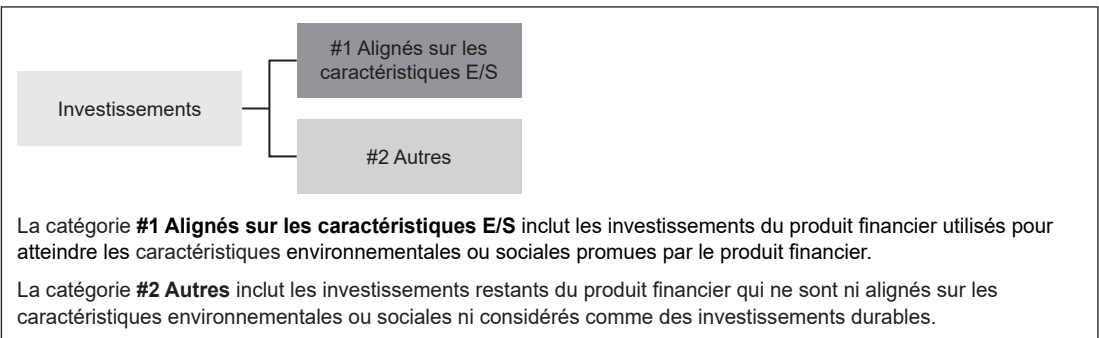 #1 Alignés sur les
caractéristiques E/S
Investissements
#2 Autres
La catégorie #1 Alignés sur les caractéristiques E/S inclut les investissements du produit financier utilisés pour
atteindre les caractéristiques environnementales ou sociales promues par le produit financier.
La catégorie #2 Autres inclut les investissements restants du produit financier qui ne sont ni alignés sur les
caractéristiques environnementales ou sociales ni considérés comme des investissements durables.